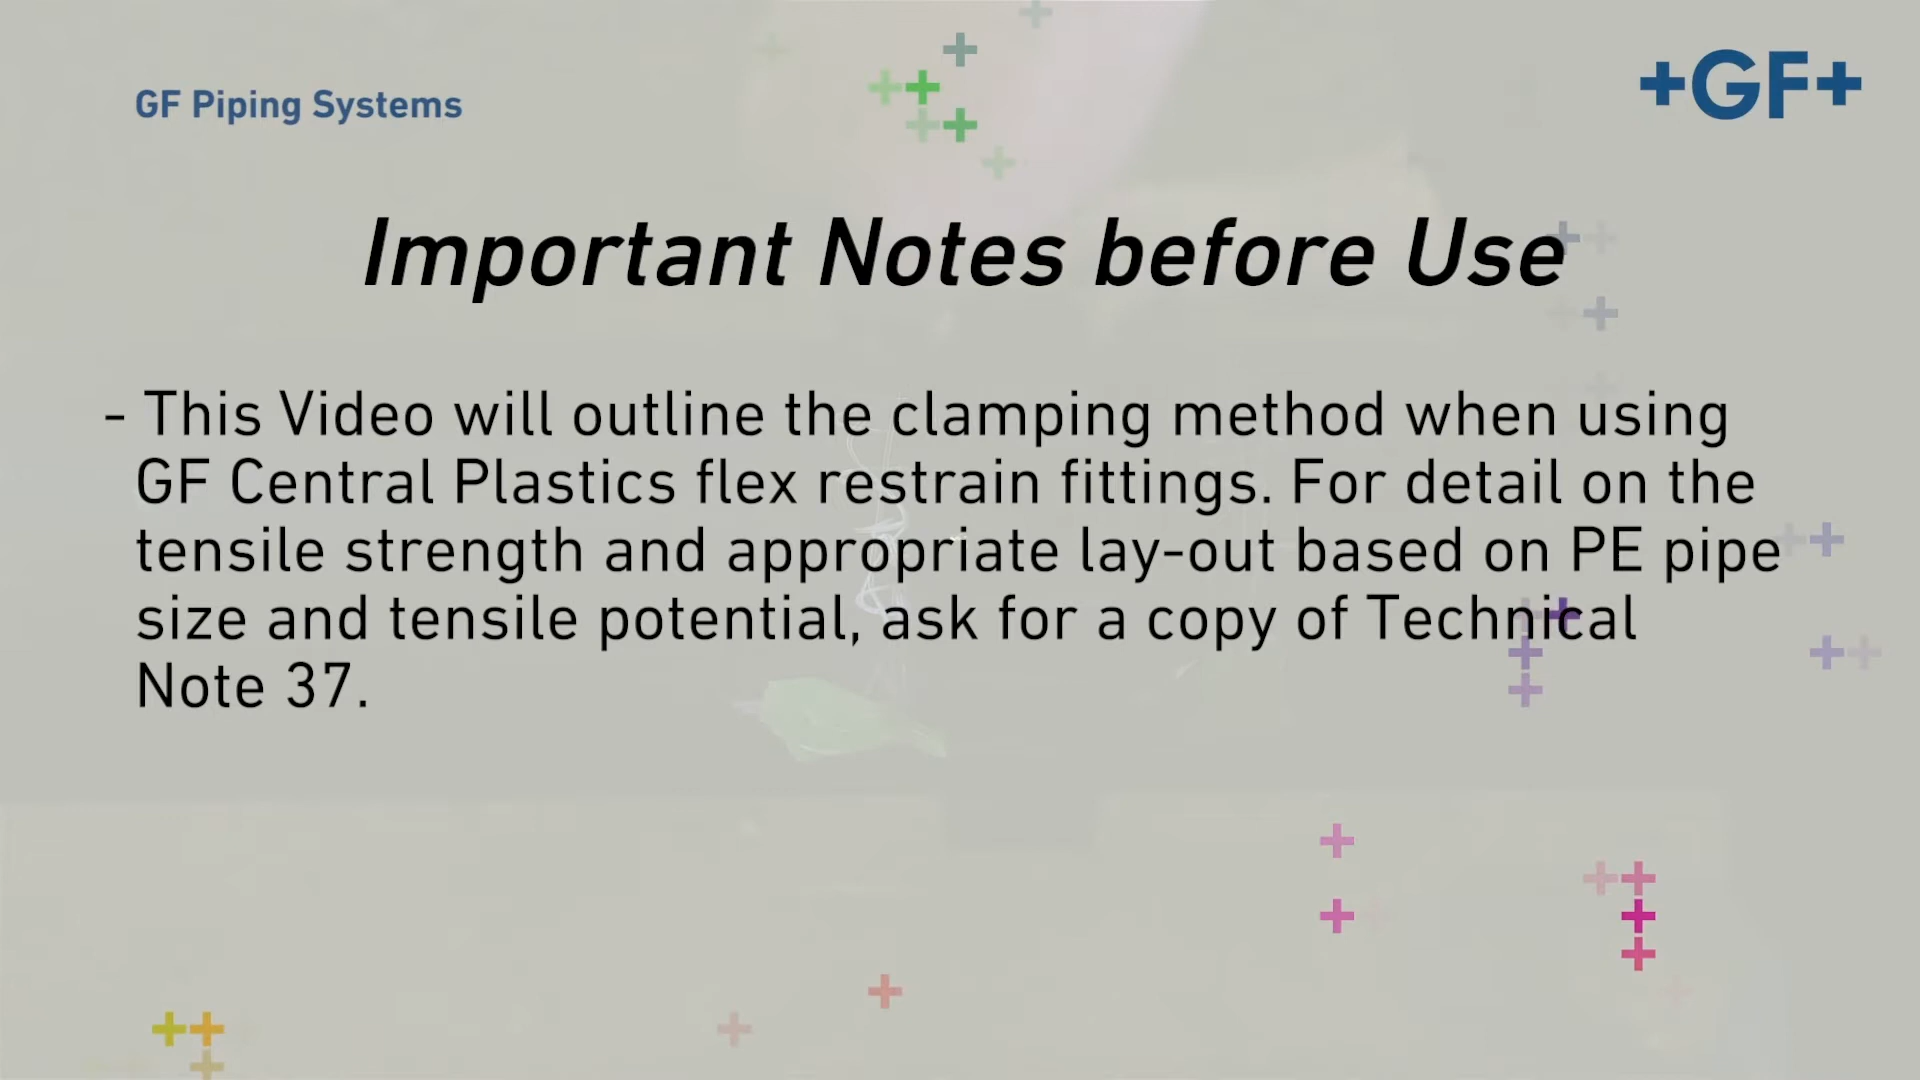 GF Piping Systems
+GF+
Important Notes before Use
- This Video will outline the clamping method when using
GF Central Plastics flex restrain fittings. For detail on the
tensile strength and appropriate lay-out based on PE pipe
size and tensile potential, ask for a copy of Technical
Note 37.